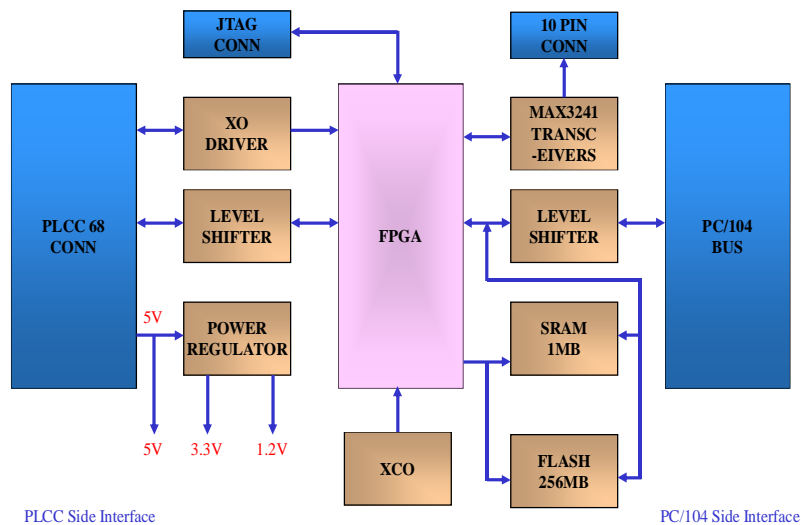 JTAG
CONN
10 PIN
CONN
XO
DRIVER
MAX3241
TRANSC
-EIVERS
PLCC 68
CONN
LEVEL
SHIFTER
FPGA
LEVEL
SHIFTER
PC/104
BUS
5V
POWER
REGULATOR
SRAM
1MB
5V
3.3V
1.2V
XCO
FLASH
256MB
PLCC Side Interface
PC/104 Side Interface